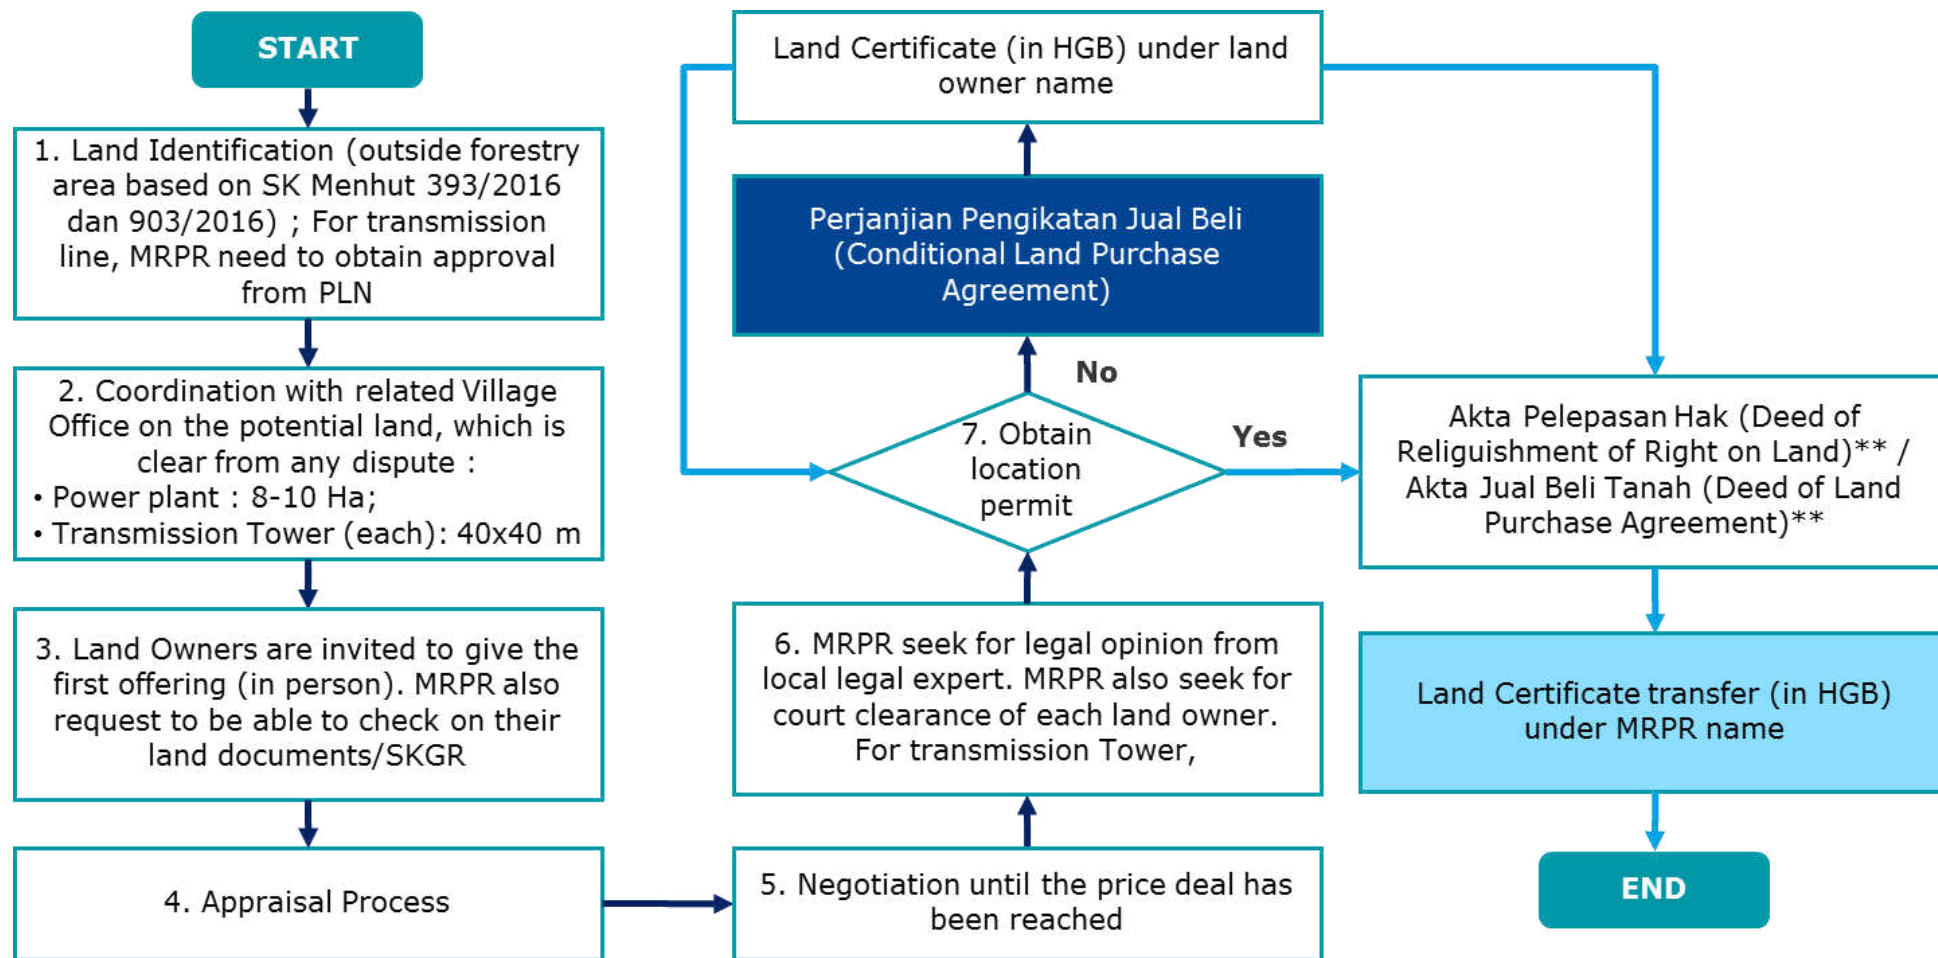 START
1. Land Identification (outside forestry
area based on SK Menhut 393/2016
dan 903/2016) ; For transmission
line, MRPR need to obtain approval
from PLN
2. Coordination with related Village
Office on the potential land, which is
clear from any dispute :
• Power plant : 8-10 Ha;
• Transmission Tower (each): 40x40 m
3. Land Owners are invited to give the
first offering (in person). MRPR also
request to be able to check on their
land documents/SKGR
4. Appraisal Process
5. Negotiation until the price deal has
been reached
6. MRPR seek for legal opinion from
local legal expert. MRPR also seek for
court clearance of each land owner.
For transmission Tower,
7. Obtain
location
permit
No
Yes
Perjanjian Pengikatan Jual Beli
(Conditional Land Purchase
Agreement)
Land Certificate (in HGB) under land
owner name
Akta Pelepasan Hak (Deed of
Religuishment of Right on Land)** /
Akta Jual Beli Tanah (Deed of Land
Purchase Agreement)**
Land Certificate transfer (in HGB)
under MRPR name
END